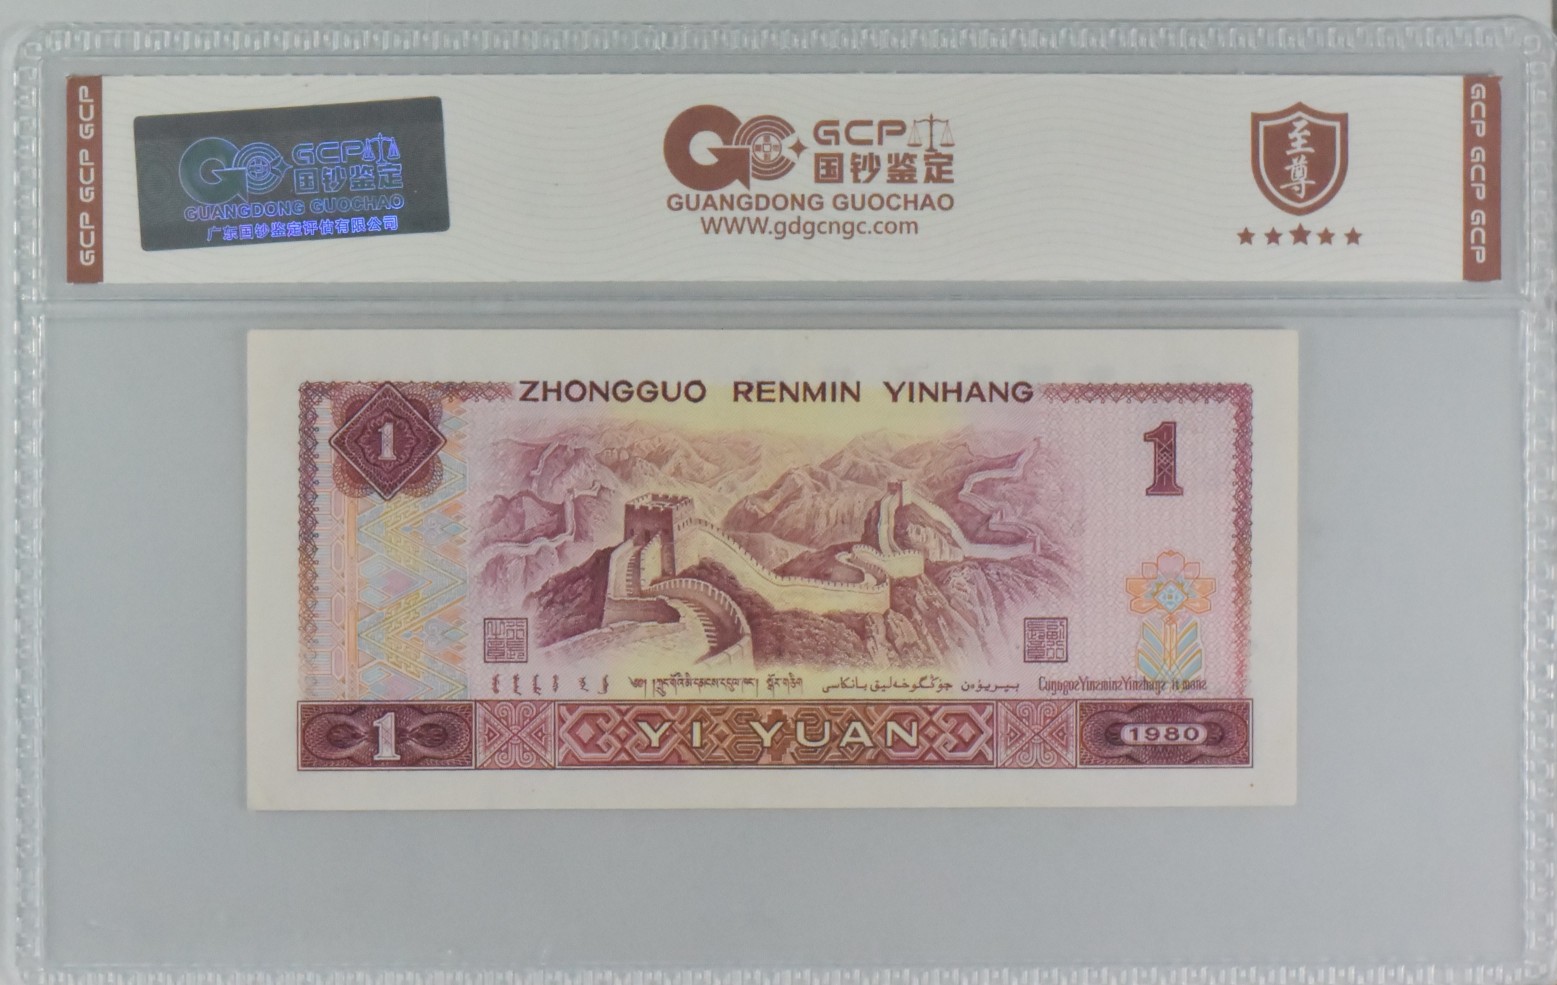 GCP GCP GCP
GCP
国钞鉴定
GUANGDONG GUOCHAO
广东国钞鉴定评估有限公司
GCP
国钞鉴定
GUANGDONG GUOCHAO
WWW.gdgcngc.com
至尊
GCP GCP GCP
ZHONGGUO RENMIN YINHANG
1
1
YI YUAN
1
1980